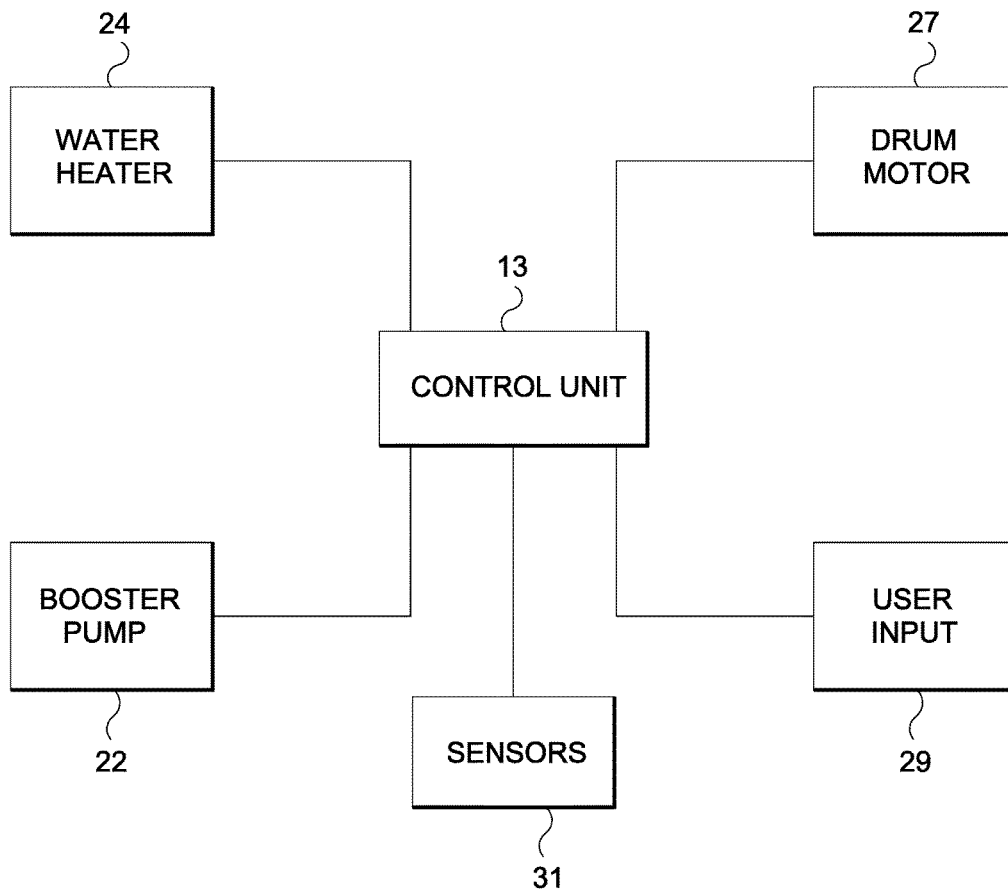 24
27
WATER
HEATER
DRUM
MOTOR
13
CONTROL UNIT
BOOSTER
PUMP
USER
INPUT
SENSORS
22
29
31